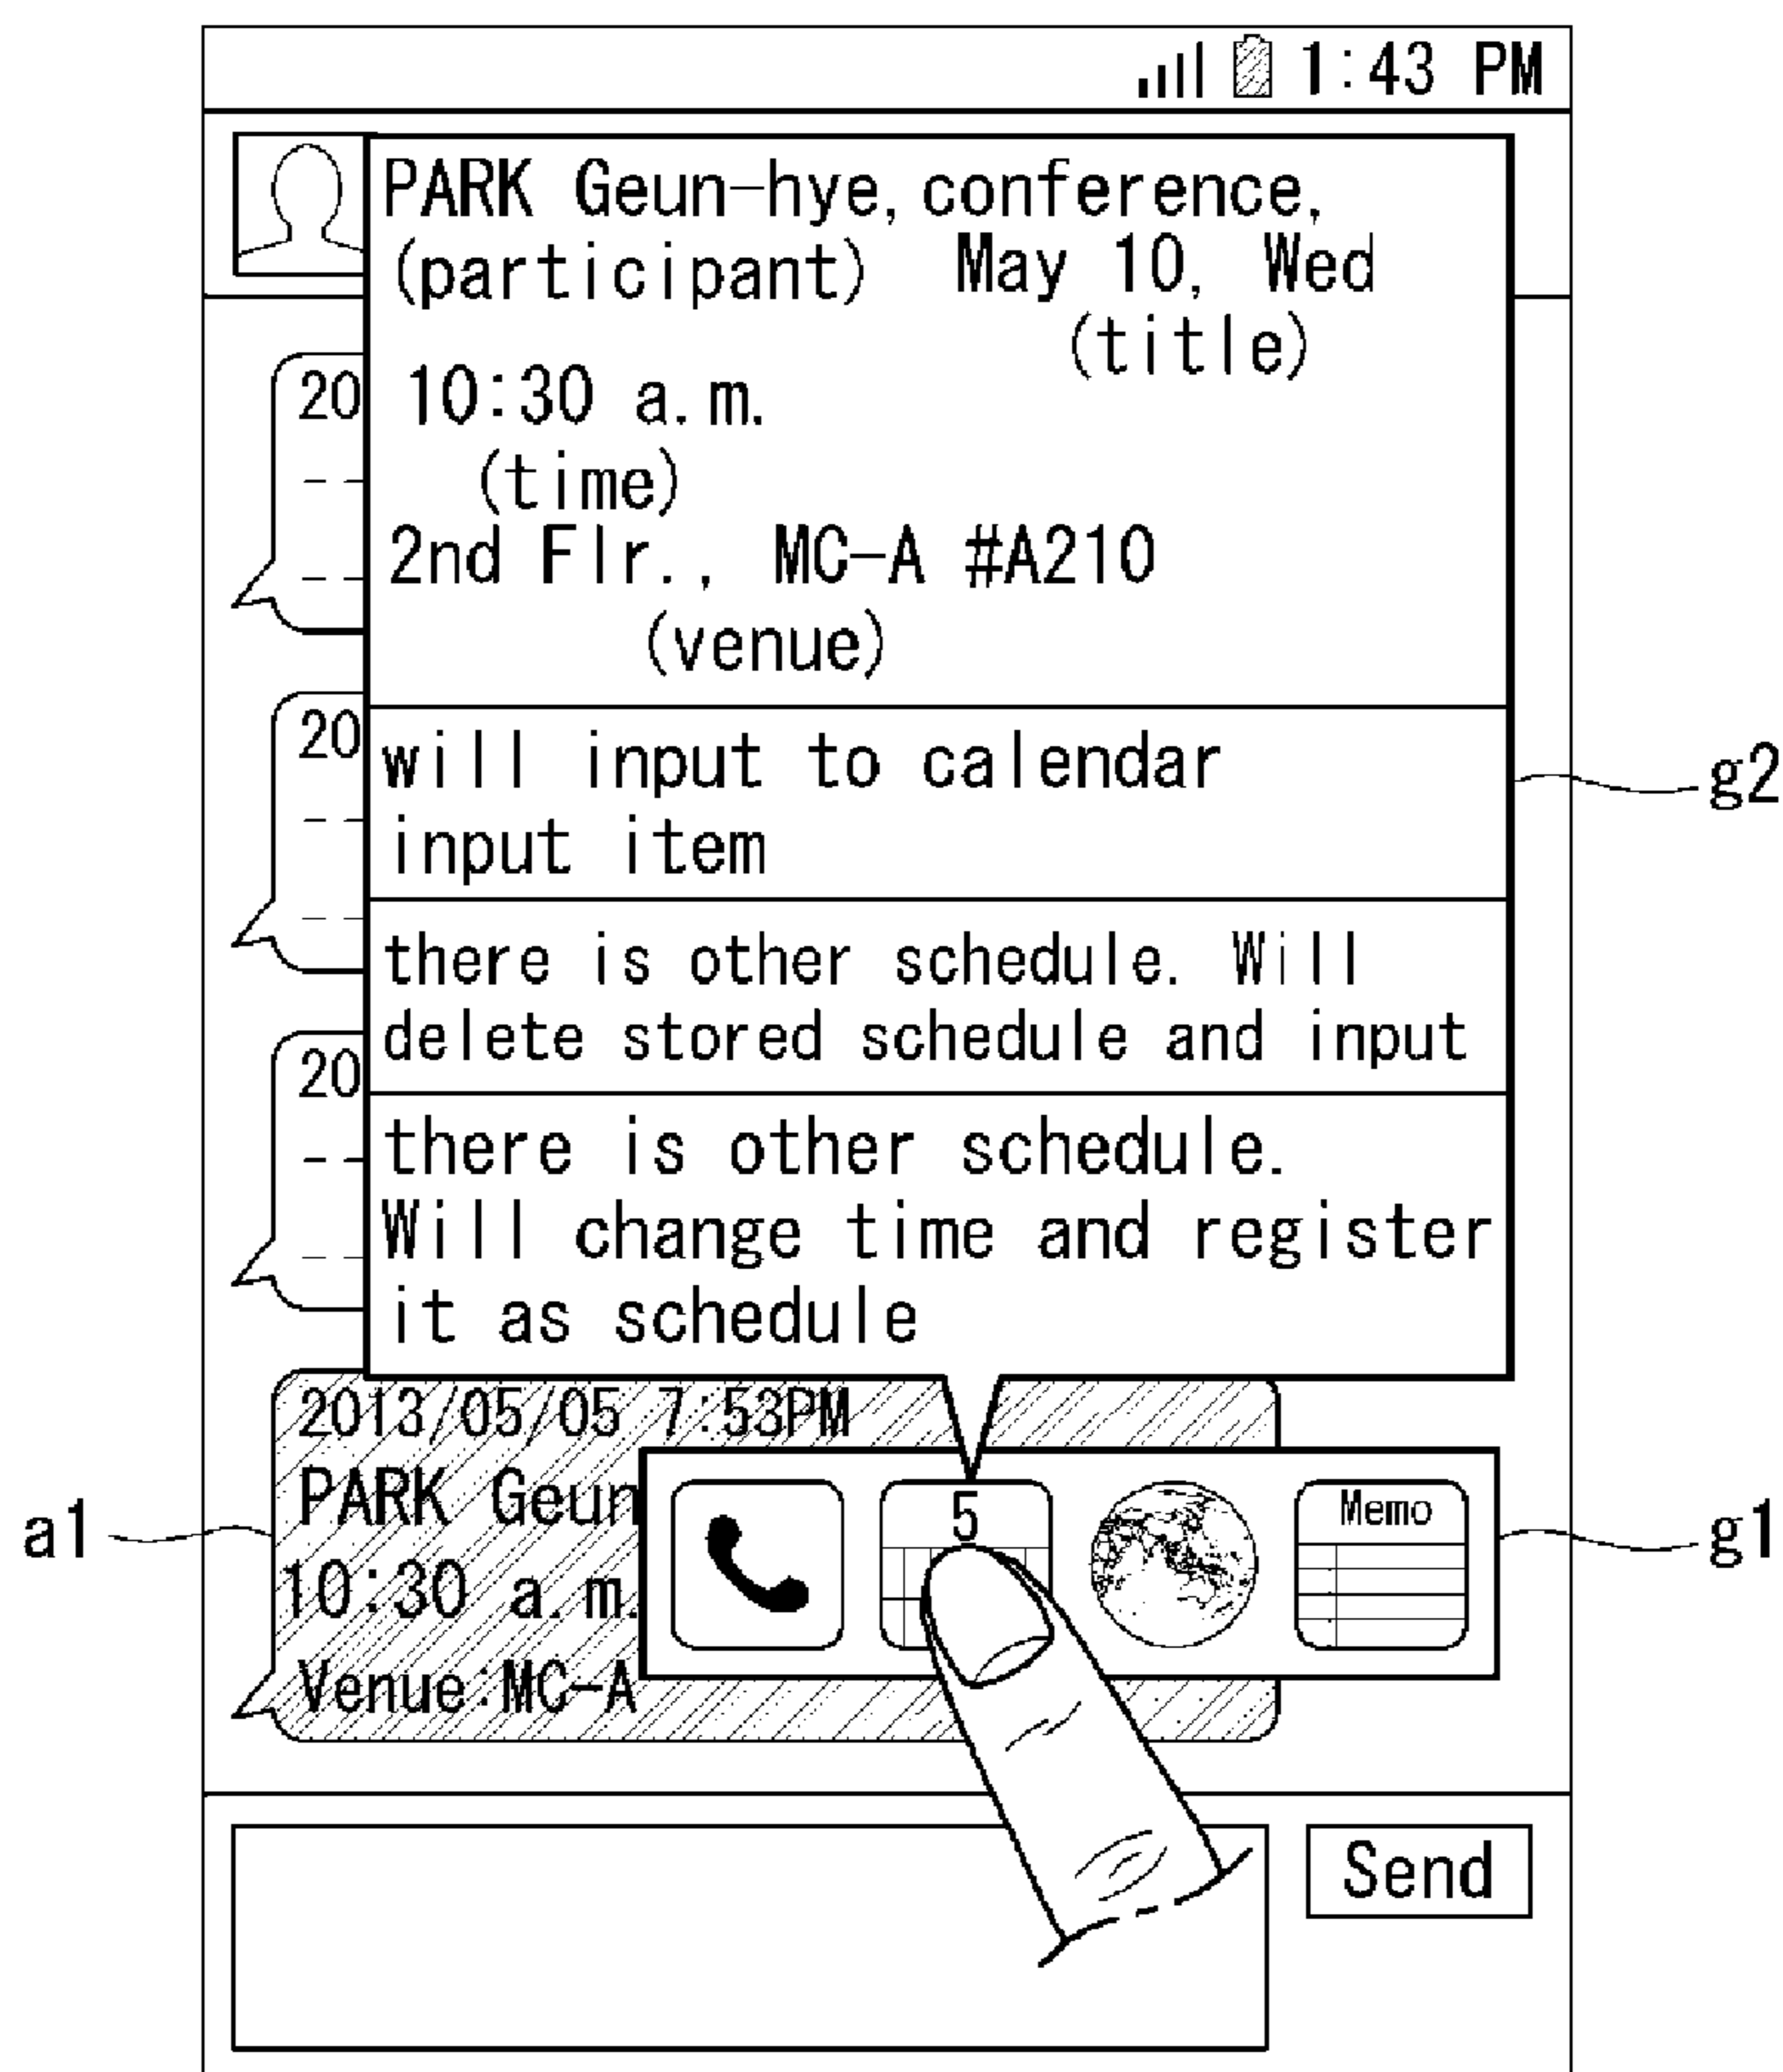 1:43 PM
PARK Geun-hye, conference,
(participant) May 10, Wed
(title)
20 10:30 a.m.
(time)
2nd Flr., MC-A #A210
(venue)
20
will input to calendar
input item
g2
there is other schedule. Will
delete stored schedule and input
20
there is other schedule.
Will change time and register
it as schedule
2013/05/05 7:53PM
PARK Geun
5
Memo
a1
g1
10:30 a.m.
Venue:MC-A
Send